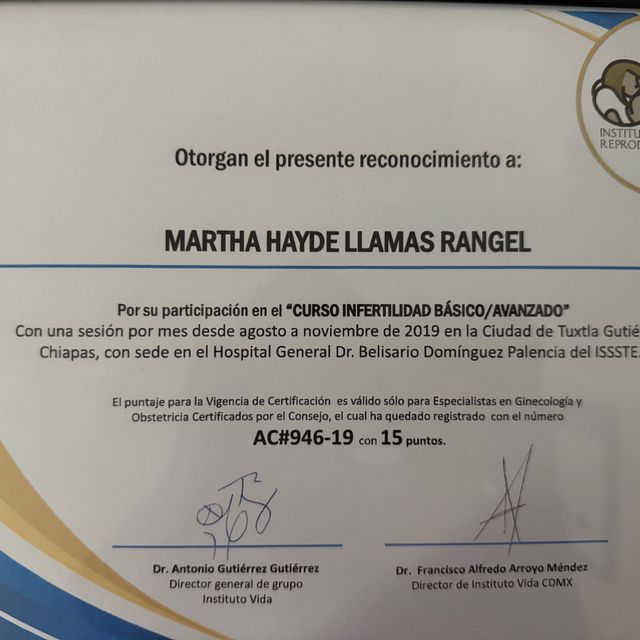 INSTITU
REPROD
Otorgan el presente reconocimiento a:
MARTHA HAYDE LLAMAS RANGEL
Por su participación en el "CURSO INFERTILIDAD BÁSICO/AVANZADO"
Con una sesión por mes desde agosto a noviembre de 2019 en la Ciudad de Tuxtla Gutié
Chiapas, con sede en el Hospital General Dr. Belisario Domínguez Palencia del ISSSTE.
El puntaje para la Vigencia de Certificación es válido sólo para Especialistas en Ginecología y
Obstetricia Certificados por el Consejo, el cual ha quedado registrado con el número
AC#946-19 con 15 puntos.
Dr. Antonio Gutiérrez Gutiérrez
Director general de grupo
Instituto Vida
Dr. Francisco Alfredo Arroyo Méndez
Director de Instituto Vida CDMX